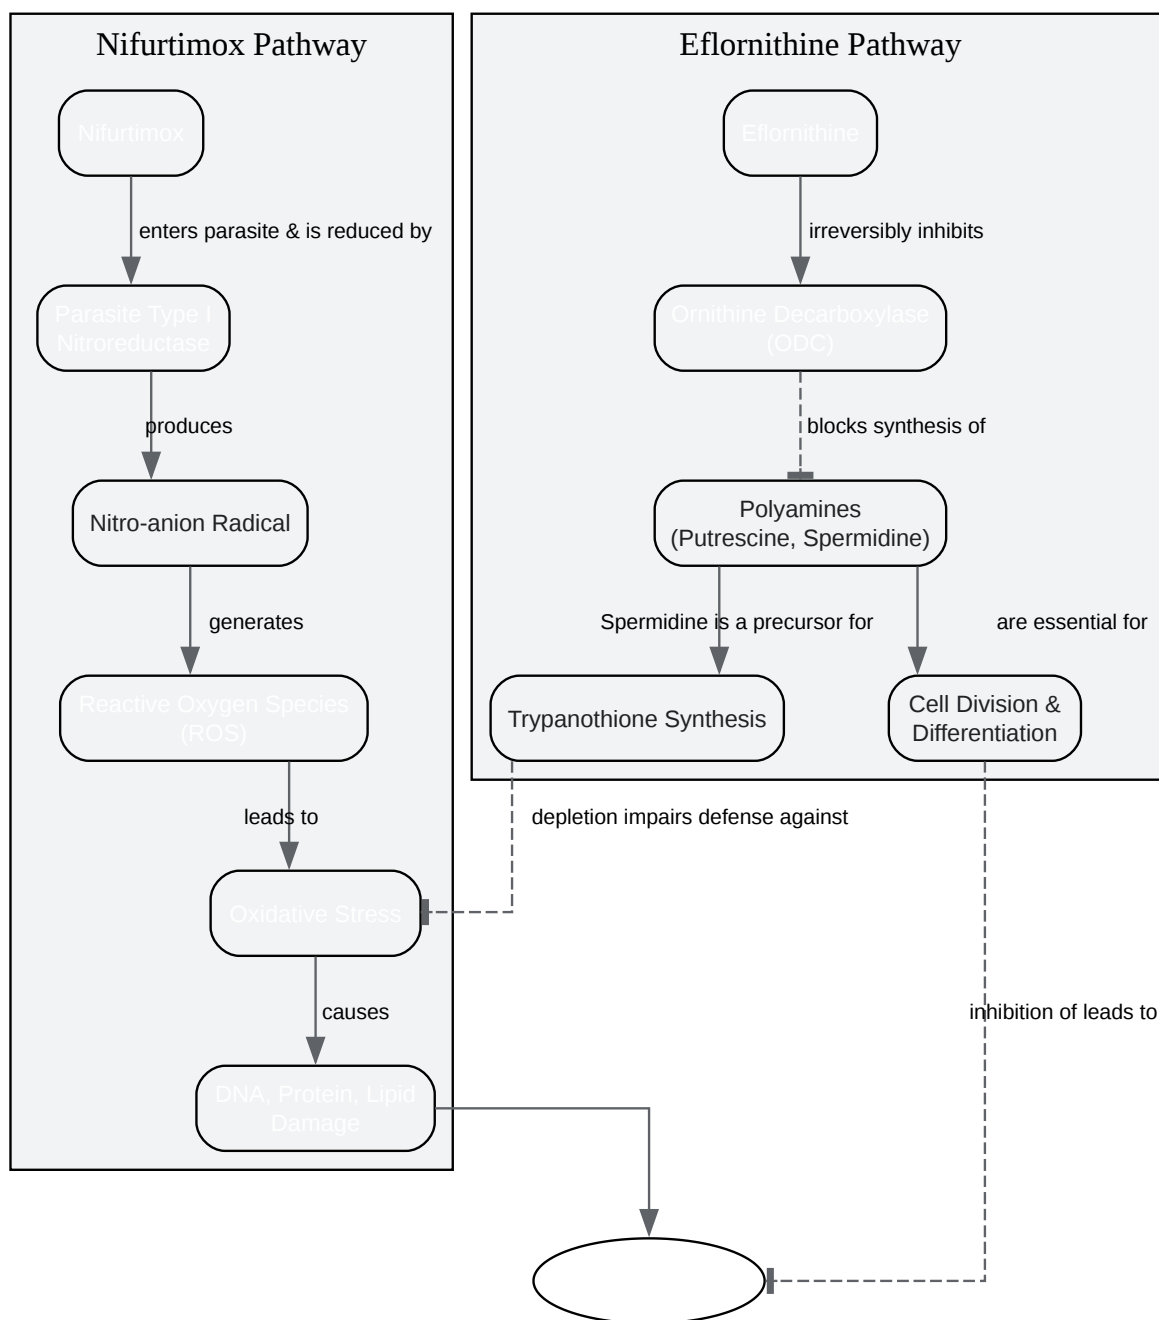 Nifurtimox Pathway
Nifurtimox
enters parasite & is reduced by
Parasite Type I
Nitroreductase
produces
Nitro-anion Radical
generates
Reactive Oxygen Species
(ROS)
leads to
Oxidative Stress
causes
DNA, Protein, Lipid
Damage
Eflornithine Pathway
Eflornithine
irreversibly inhibits
Ornithine Decarboxylase
(ODC)
blocks synthesis of
Polyamines
(Putrescine, Spermidine)
Spermidine is a precursor for
are essential for
Trypanothione Synthesis
Cell Division &
Differentiation
depletion impairs defense against
inhibition of leads to